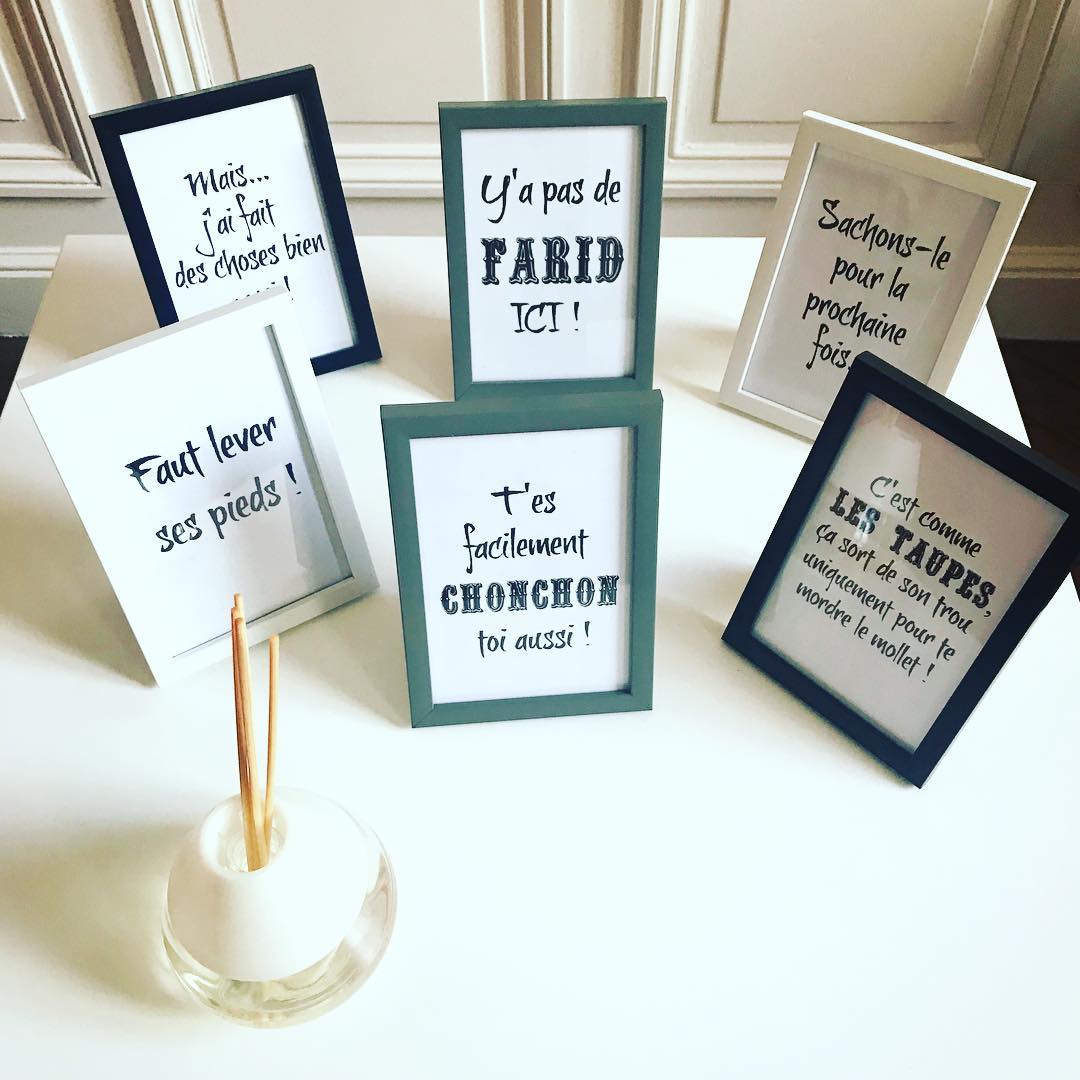 Mais...
j'ai fait
des choses bien
!
Y'a pas de
FARID
ICI !
Sachons-le
pour la
prochaine
fois..
Faut lever
ses pieds !
T'es
facilement
CHONCHON
toi aussi !
C'est comme
LES TAUPES,
ça sort de son trou
uniquement pour te
mordre le mollet !